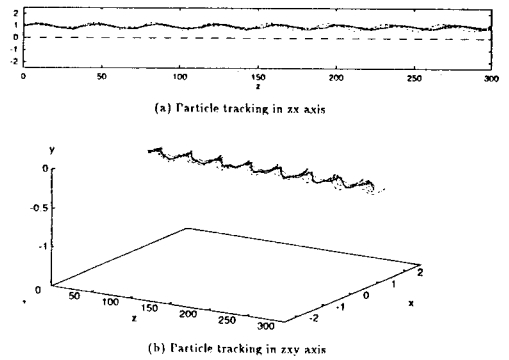 2
1
0
-1
-2
0 50 100 150 200 250 300
z
(a) Particle tracking in zx axis
y
0
-0.5
-1
0
50
100
150
200
250
300
z
-2
-1
0
1
2
x
(b) Particle tracking in zxy axis